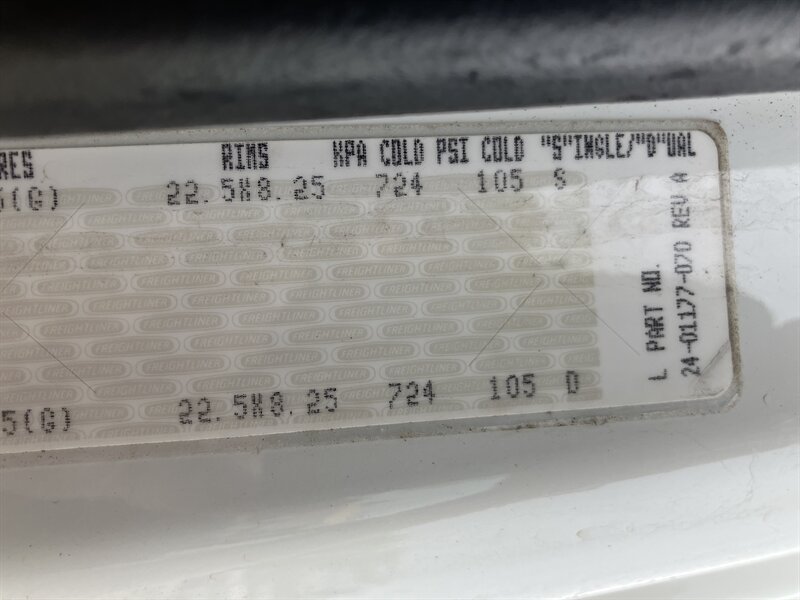 RES RIMS KPA COLD PSI COLD "S"INGLE/"D"UAL
5(G) 22.5X8.25 724 105 S
5(G) 22.5X8.25 724 105 D
L PART NO.
24-01177-070 REV A
FREIGHTLINER